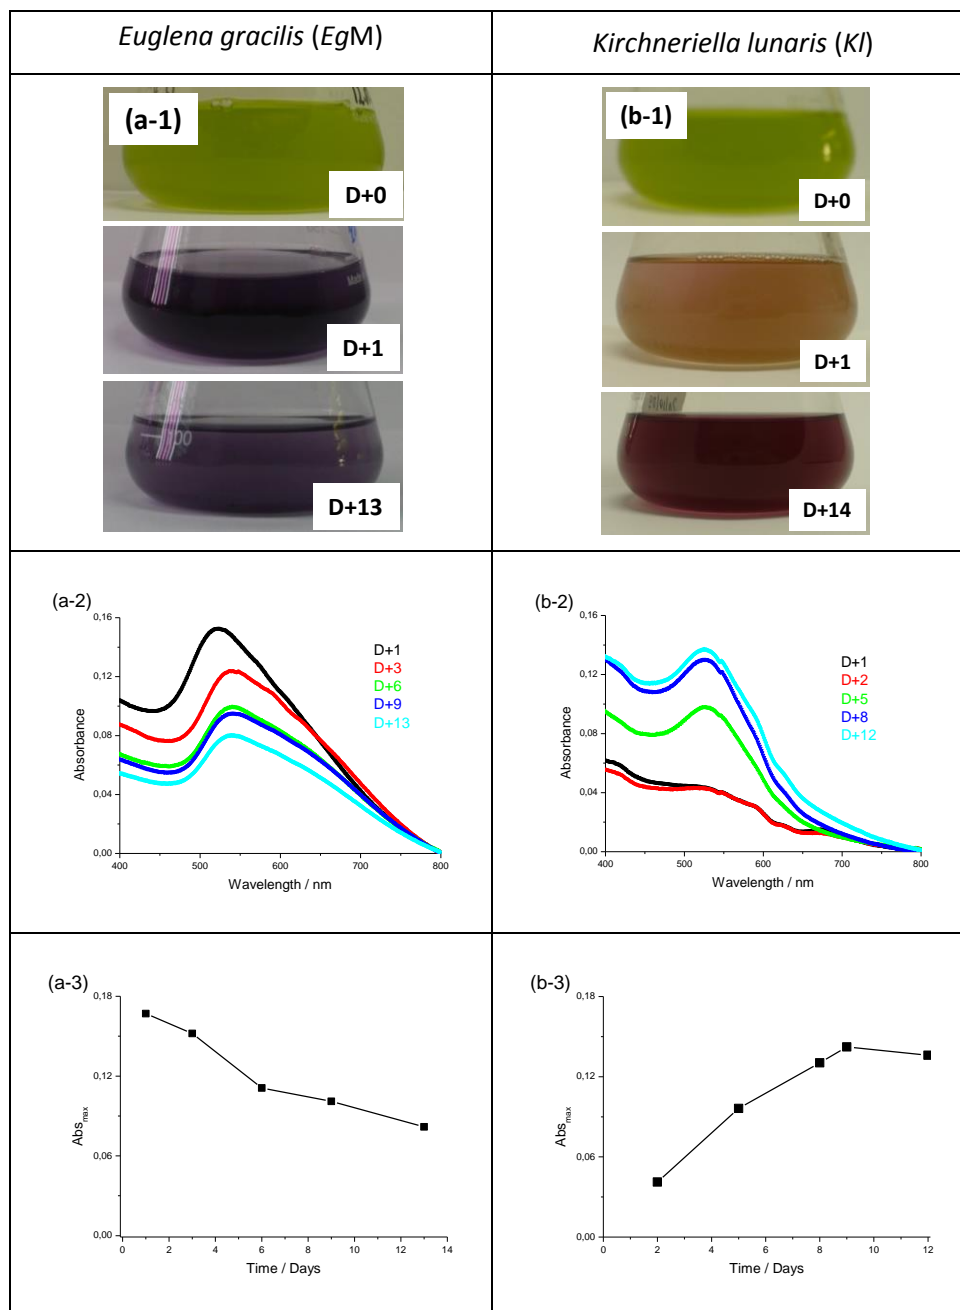 Euglena gracilis (EgM)
Kirchneriella lunaris (Kl)
(a-1)
D+0
D+1
D+13
(b-1)
D+0
D+1
D+14
(a-2)
0,16
0,12
0,08
0,04
0,00
Absorbance
400 500 600 700 800
Wavelength / nm
D+1
D+3
D+6
D+9
D+13
(b-2)
0,16
0,12
0,08
0,04
0,00
Absorbance
400 500 600 700 800
Wavelength / nm
D+1
D+2
D+5
D+8
D+12
(a-3)
0,18
0,12
0,06
0,00
Absmax
0 2 4 6 8 10 12 14
Time / Days
(b-3)
0,18
0,12
0,06
0,00
Absmax
0 2 4 6 8 10 12
Time / Days